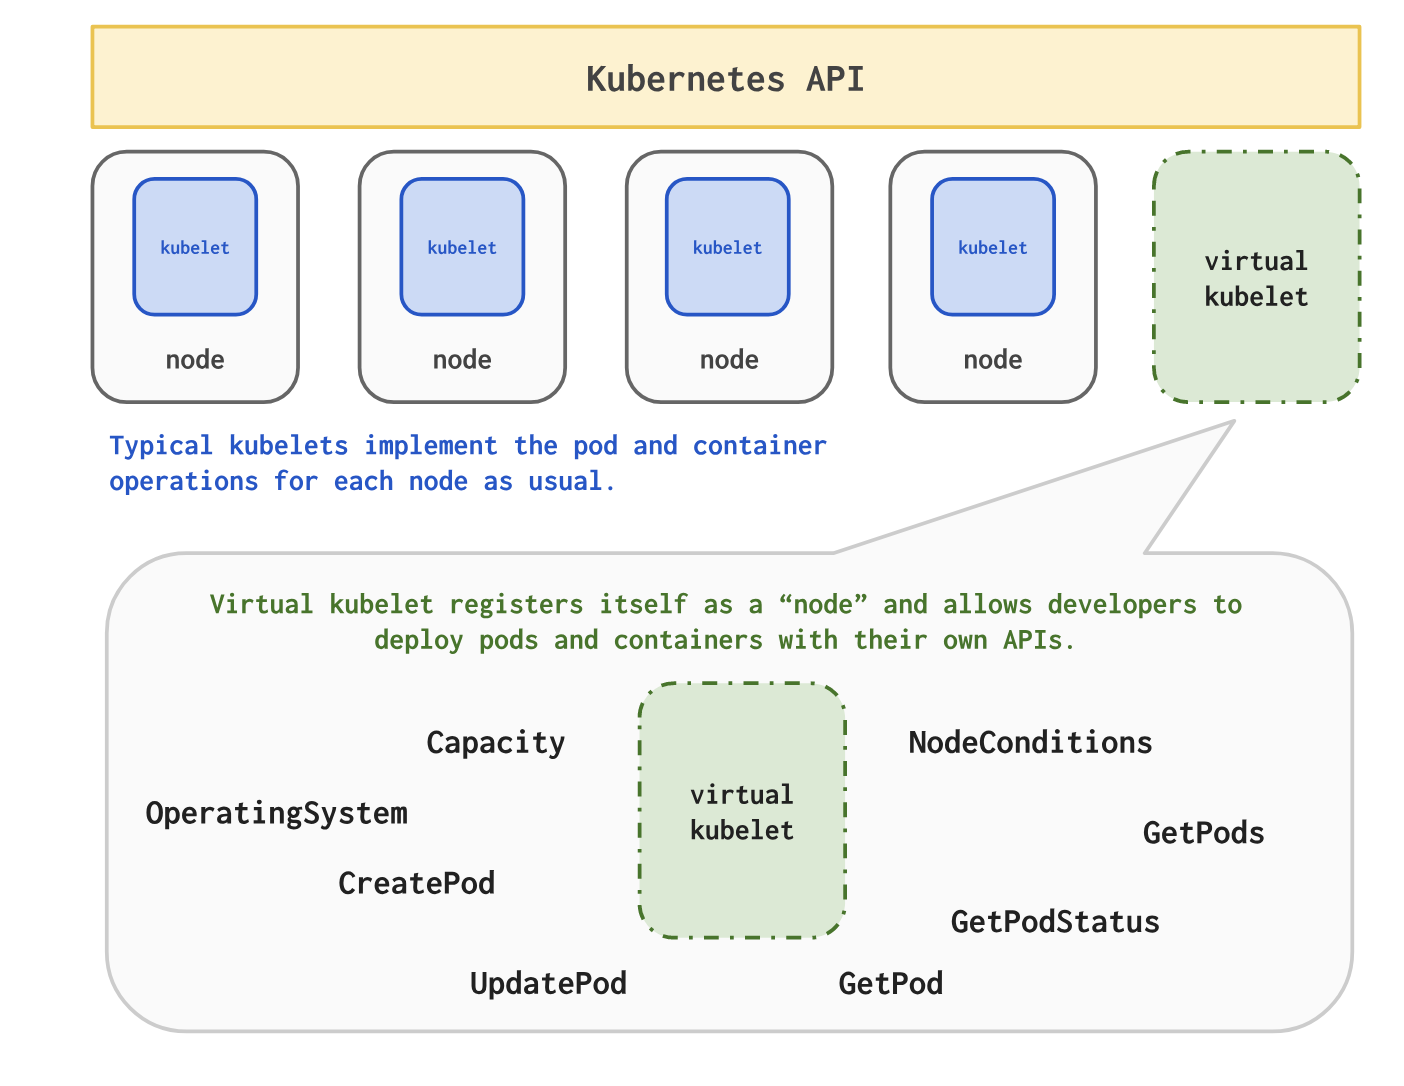 Kubernetes API
kubelet
node
kubelet
node
kubelet
node
kubelet
node
virtual
kubelet
Typical kubelets implement the pod and container
operations for each node as usual.
Virtual kubelet registers itself as a “node” and allows developers to
deploy pods and containers with their own APIs.
Capacity
OperatingSystem
CreatePod
UpdatePod
virtual
kubelet
NodeConditions
GetPods
GetPodStatus
GetPod